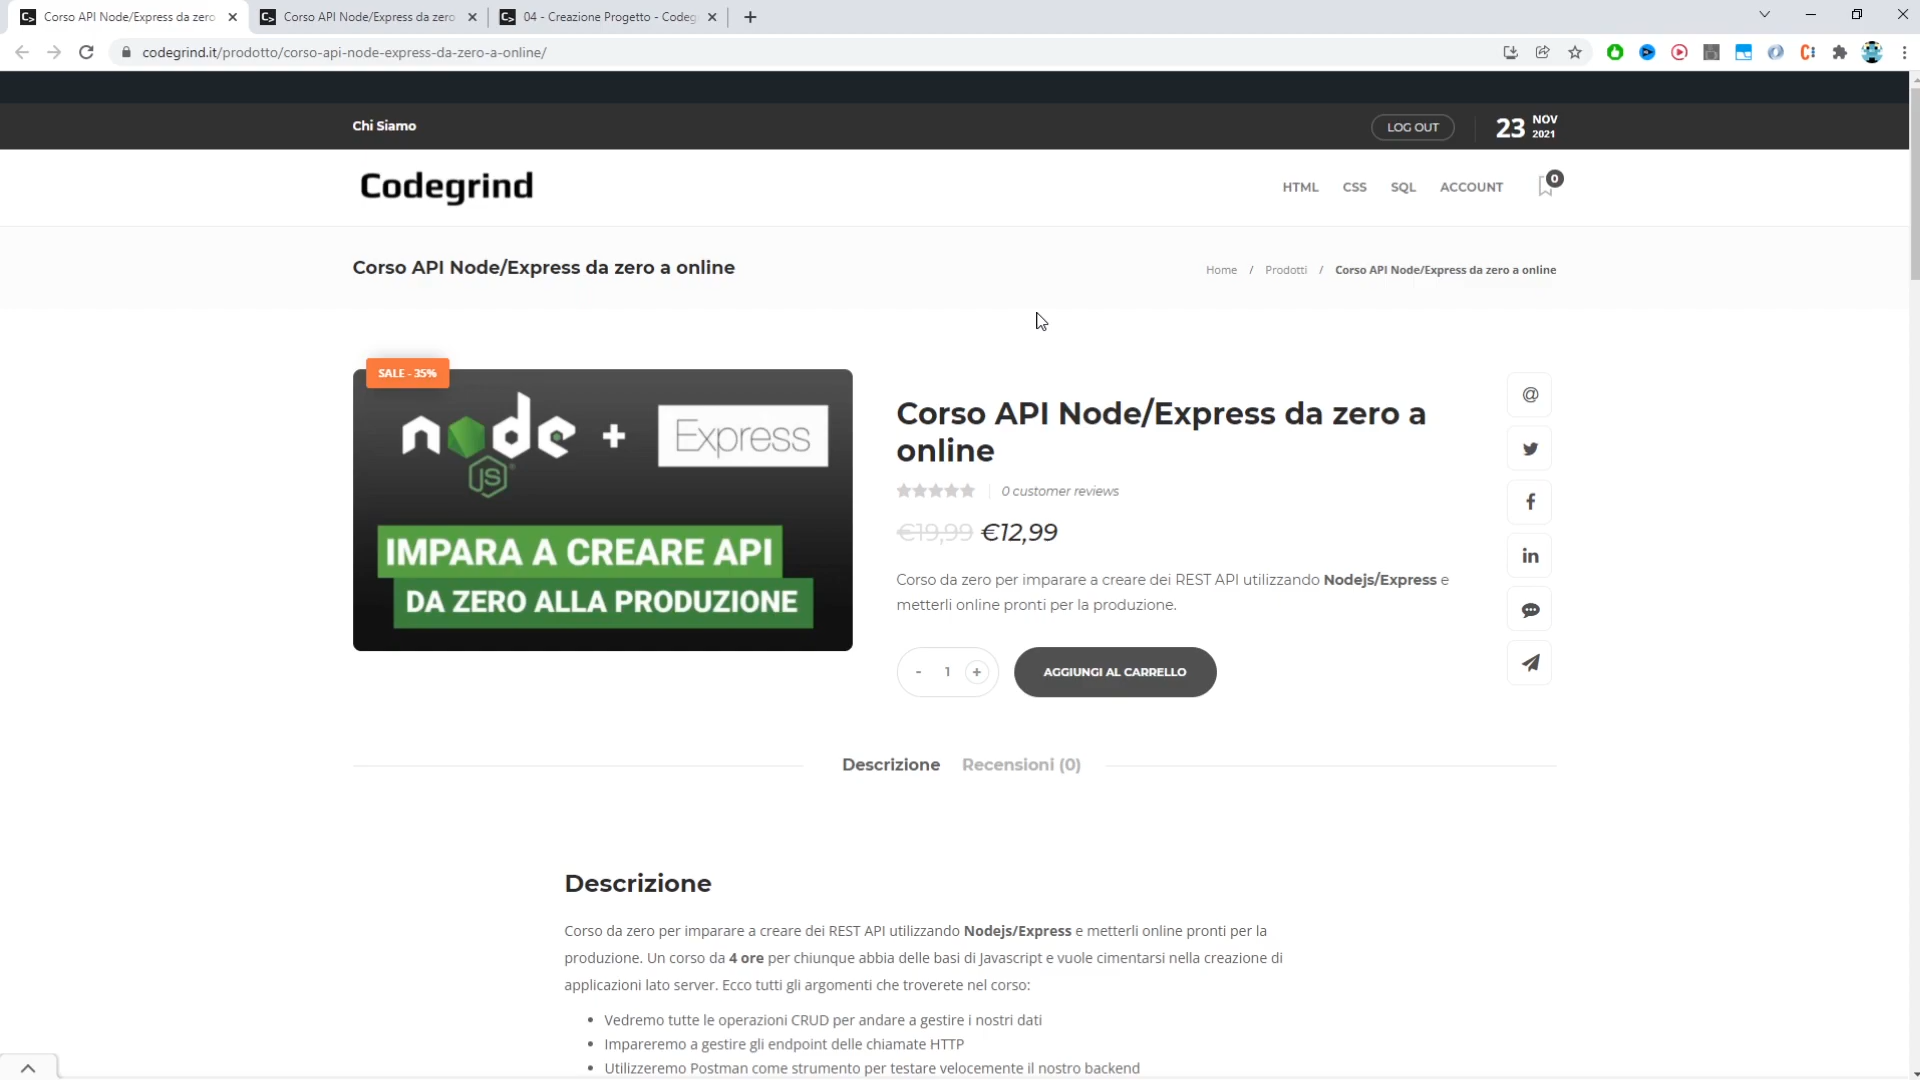 Corso API Node/Express da zero
Corso API Node/Express da zero
04 - Creazione Progetto - Codeg
codegrind.it/prodotto/corso-api-node-express-da-zero-a-online/
Chi Siamo
LOG OUT
23 NOV 2021
Codegrind
HTML CSS SQL ACCOUNT 0
Corso API Node/Express da zero a online
Home / Prodotti / Corso API Node/Express da zero a online
SALE - 35%
node + Express
JS
IMPARA A CREARE API
DA ZERO ALLA PRODUZIONE
Corso API Node/Express da zero a
online
0 customer reviews
€19,99 €12,99
Corso da zero per imparare a creare dei REST API utilizzando Nodejs/Express e
metterli online pronti per la produzione.
- 1 + AGGIUNGI AL CARRELLO
Descrizione Recensioni (0)
Descrizione
Corso da zero per imparare a creare dei REST API utilizzando Nodejs/Express e metterli online pronti per la
produzione. Un corso da 4 ore per chiunque abbia delle basi di Javascript e vuole cimentarsi nella creazione di
applicazioni lato server. Ecco tutti gli argomenti che troverete nel corso:
• Vedremo tutte le operazioni CRUD per andare a gestire i nostri dati
• Impareremo a gestire gli endpoint delle chiamate HTTP
• Utilizzeremo Postman come strumento per testare velocemente il nostro backend